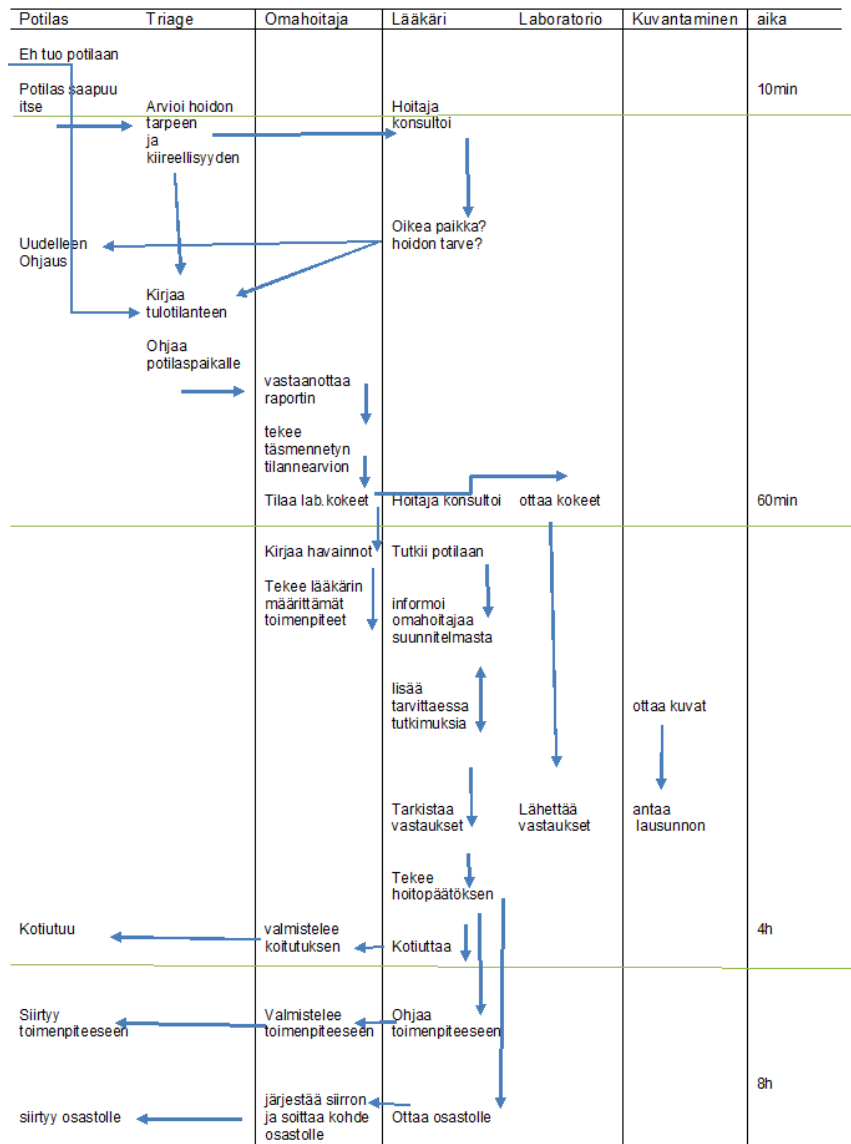 Potilas Triage Omahoitaja Lääkäri Laboratorio Kuvantaminen aika
Eh tuo potilaan
Potilas saapuu
itse
10min
Arvioi hoidon
tarpeen
ja
kiireellisyyden
Hoitaja
konsultoi
Oikea paikka?
hoidon tarve?
Uudelleen
Ohjaus
Kirjaa
tulotilanteen
Ohjaa
potilaspaikalle
vastaanottaa
raportin
tekee
täsmennetyn
tilannearvion
Tilaa lab.kokeet Hoitaja konsultoi ottaa kokeet 60min
Kirjaa havainnot Tutkii potilaan
Tekee lääkärin
määrittämät
toimenpiteet
informoi
omahoitajaa
suunnitelmasta
lisää
tarvittaessa
tutkimuksia
ottaa kuvat
Tarkistaa
vastaukset
Lähettää
vastaukset
antaa
lausunnon
Tekee
hoitopäätöksen
Kotiutuu
valmistelee
koitutuksen
Kotiuttaa
4h
Siirtyy
toimenpiteeseen
Valmistelee
toimenpiteeseen
Ohjaa
toimenpiteeseen
8h
siirtyy osastolle
järjestää siirron
ja soittaa kohde
osastolle
Ottaa osastolle